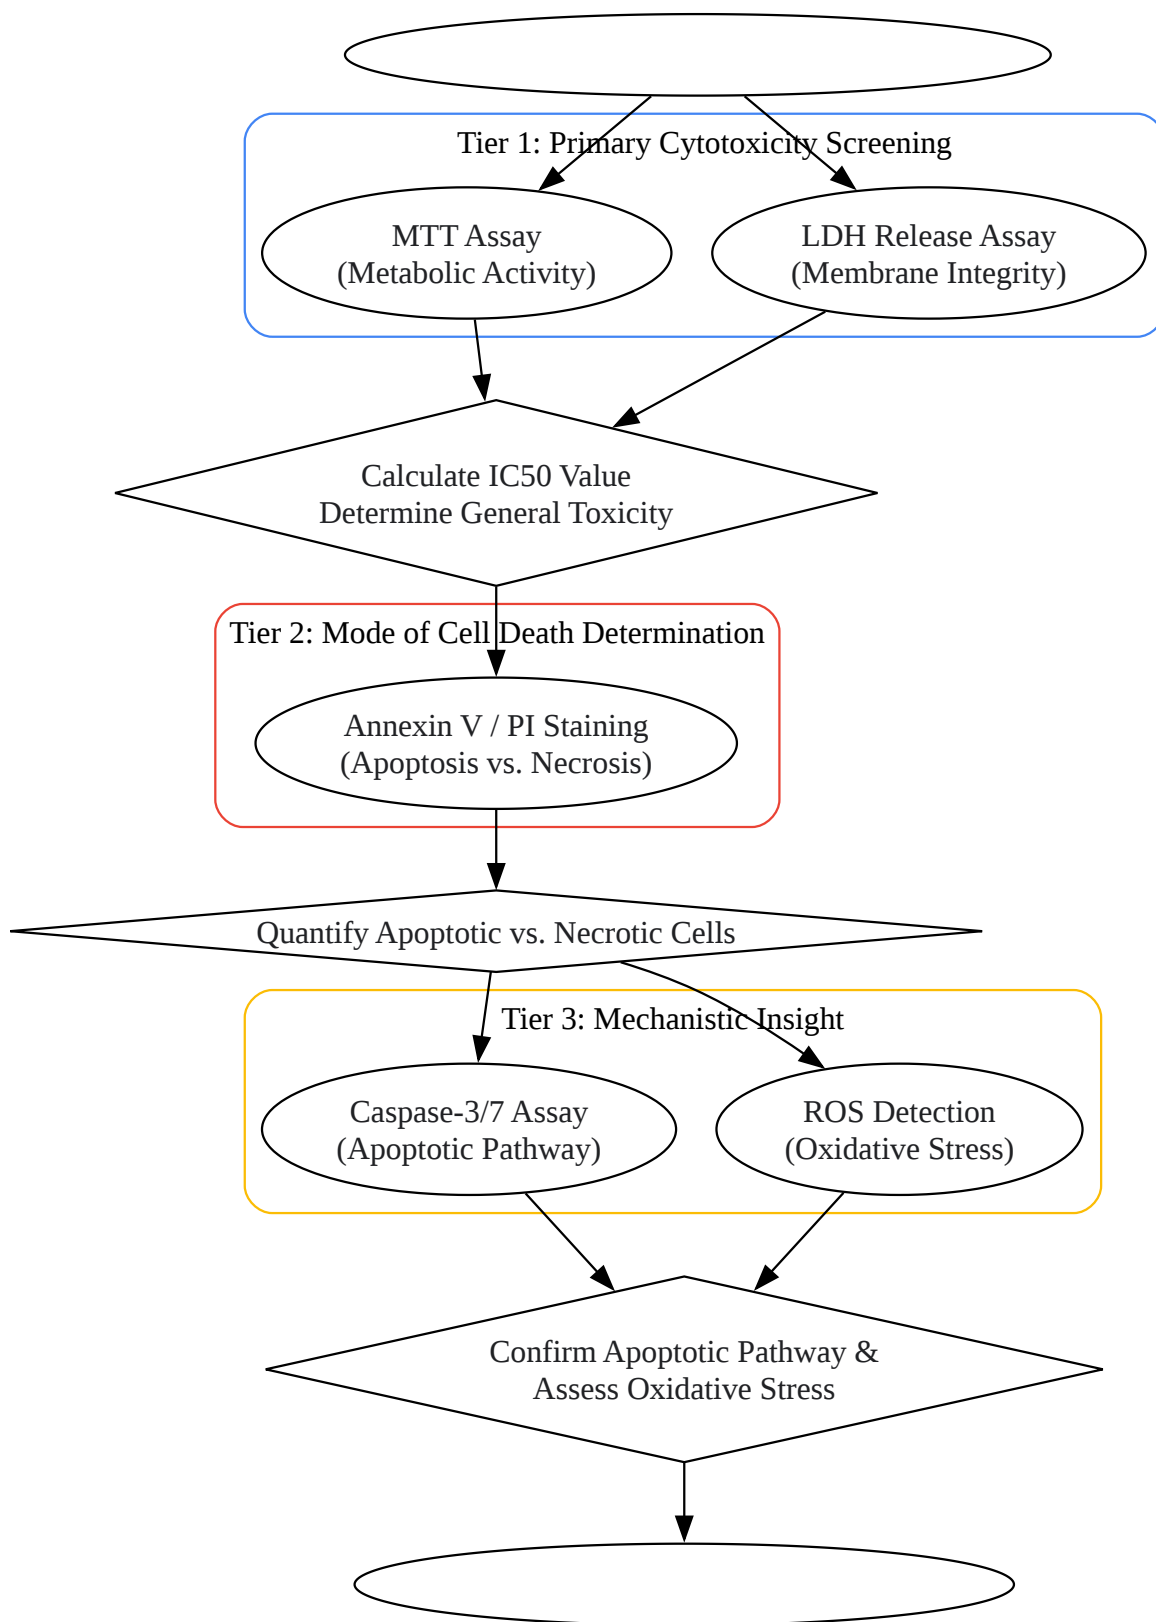 Tier 1: Primary Cytotoxicity Screening
MTT Assay
(Metabolic Activity)
LDH Release Assay
(Membrane Integrity)
Calculate IC50 Value
Determine General Toxicity
Tier 2: Mode of Cell Death Determination
Annexin V / PI Staining
(Apoptosis vs. Necrosis)
Quantify Apoptotic vs. Necrotic Cells
Tier 3: Mechanistic Insight
Caspase-3/7 Assay
(Apoptotic Pathway)
ROS Detection
(Oxidative Stress)
Confirm Apoptotic Pathway &
Assess Oxidative Stress